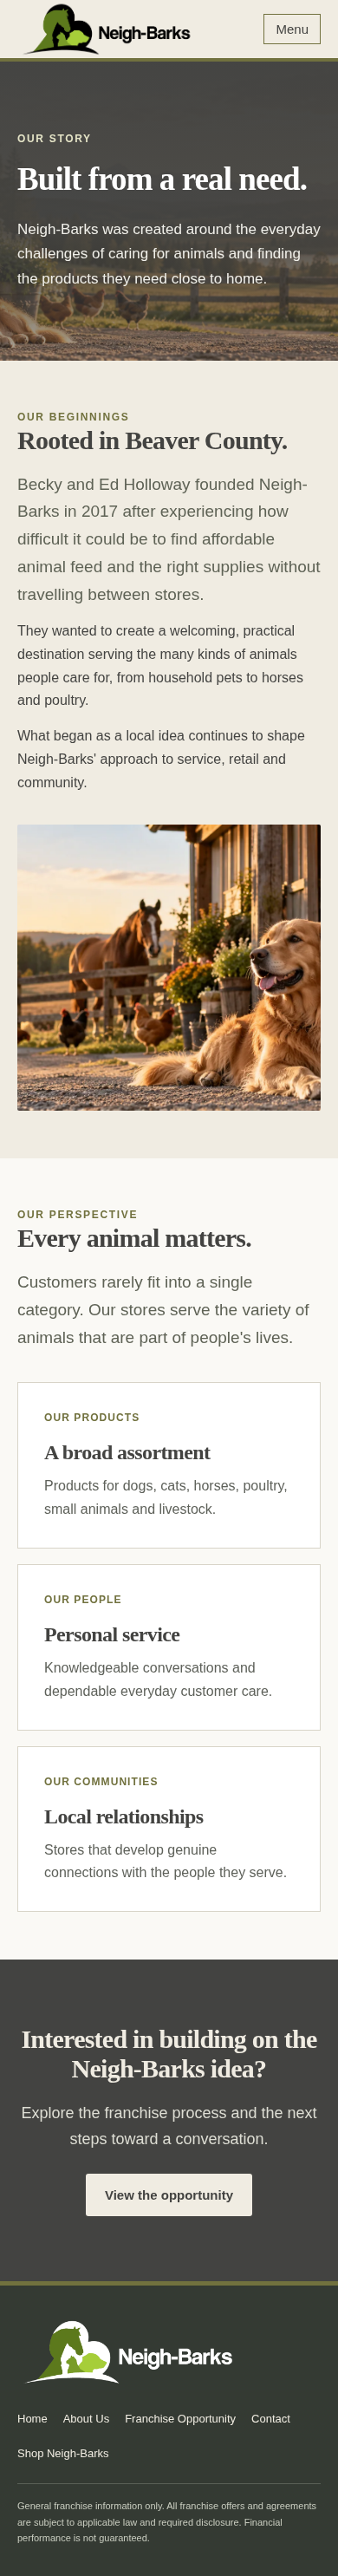 Neigh-Barks
Menu
OUR STORY
Built from a real need.
Neigh-Barks was created around the everyday
challenges of caring for animals and finding
the products they need close to home.
OUR BEGINNINGS
Rooted in Beaver County.
Becky and Ed Holloway founded Neigh-
Barks in 2017 after experiencing how
difficult it could be to find affordable
animal feed and the right supplies without
travelling between stores.
They wanted to create a welcoming, practical
destination serving the many kinds of animals
people care for, from household pets to horses
and poultry.
What began as a local idea continues to shape
Neigh-Barks' approach to service, retail and
community.
OUR PERSPECTIVE
Every animal matters.
Customers rarely fit into a single
category. Our stores serve the variety of
animals that are part of people's lives.
OUR PRODUCTS
A broad assortment
Products for dogs, cats, horses, poultry,
small animals and livestock.
OUR PEOPLE
Personal service
Knowledgeable conversations and
dependable everyday customer care.
OUR COMMUNITIES
Local relationships
Stores that develop genuine
connections with the people they serve.
Interested in building on the
Neigh-Barks idea?
Explore the franchise process and the next
steps toward a conversation.
View the opportunity
Neigh-Barks
Home About Us Franchise Opportunity Contact
Shop Neigh-Barks
General franchise information only. All franchise offers and agreements
are subject to applicable law and required disclosure. Financial
performance is not guaranteed.